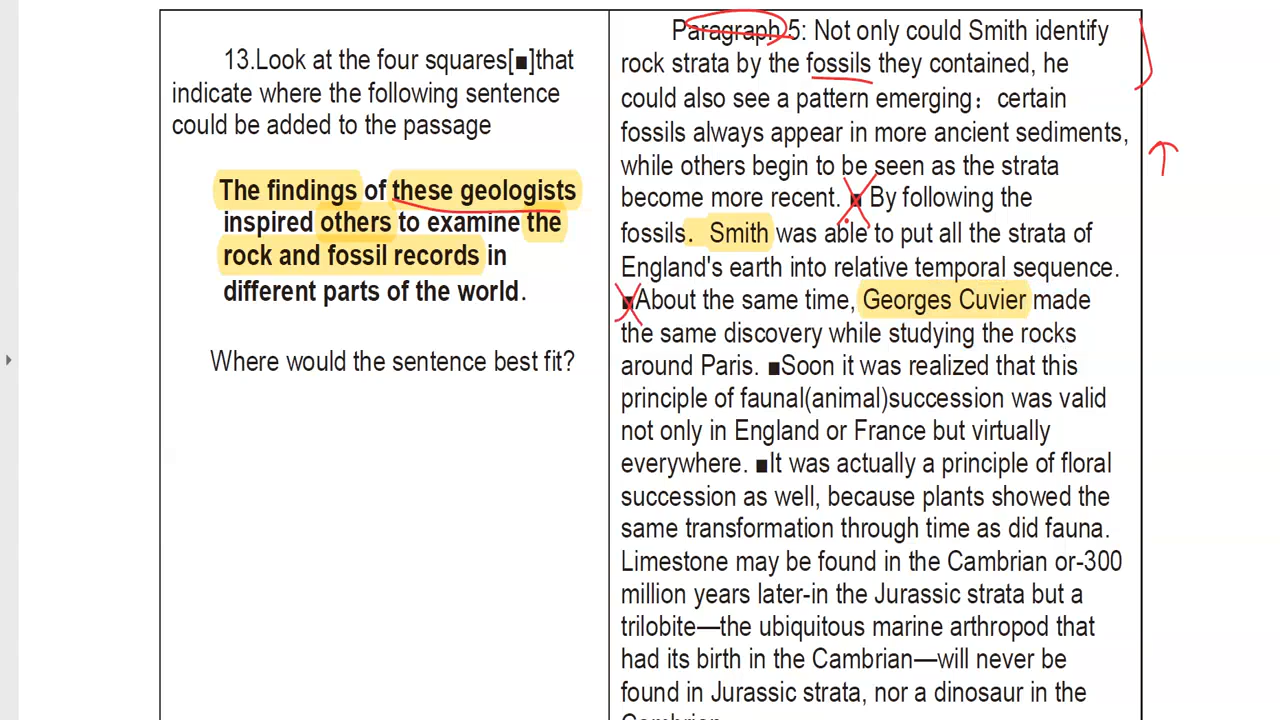 13.Look at the four squares[■]that
indicate where the following sentence
could be added to the passage
The findings of these geologists
inspired others to examine the
rock and fossil records in
different parts of the world.
Where would the sentence best fit?
Paragraph 5: Not only could Smith identify
rock strata by the fossils they contained, he
could also see a pattern emerging：certain
fossils always appear in more ancient sediments,
while others begin to be seen as the strata
become more recent. ■ By following the
fossils. Smith was able to put all the strata of
England's earth into relative temporal sequence.
■About the same time, Georges Cuvier made
the same discovery while studying the rocks
around Paris. ■Soon it was realized that this
principle of faunal(animal)succession was valid
not only in England or France but virtually
everywhere. ■It was actually a principle of floral
succession as well, because plants showed the
same transformation through time as did fauna.
Limestone may be found in the Cambrian or-300
million years later-in the Jurassic strata but a
trilobite—the ubiquitous marine arthropod that
had its birth in the Cambrian—will never be
found in Jurassic strata, nor a dinosaur in the